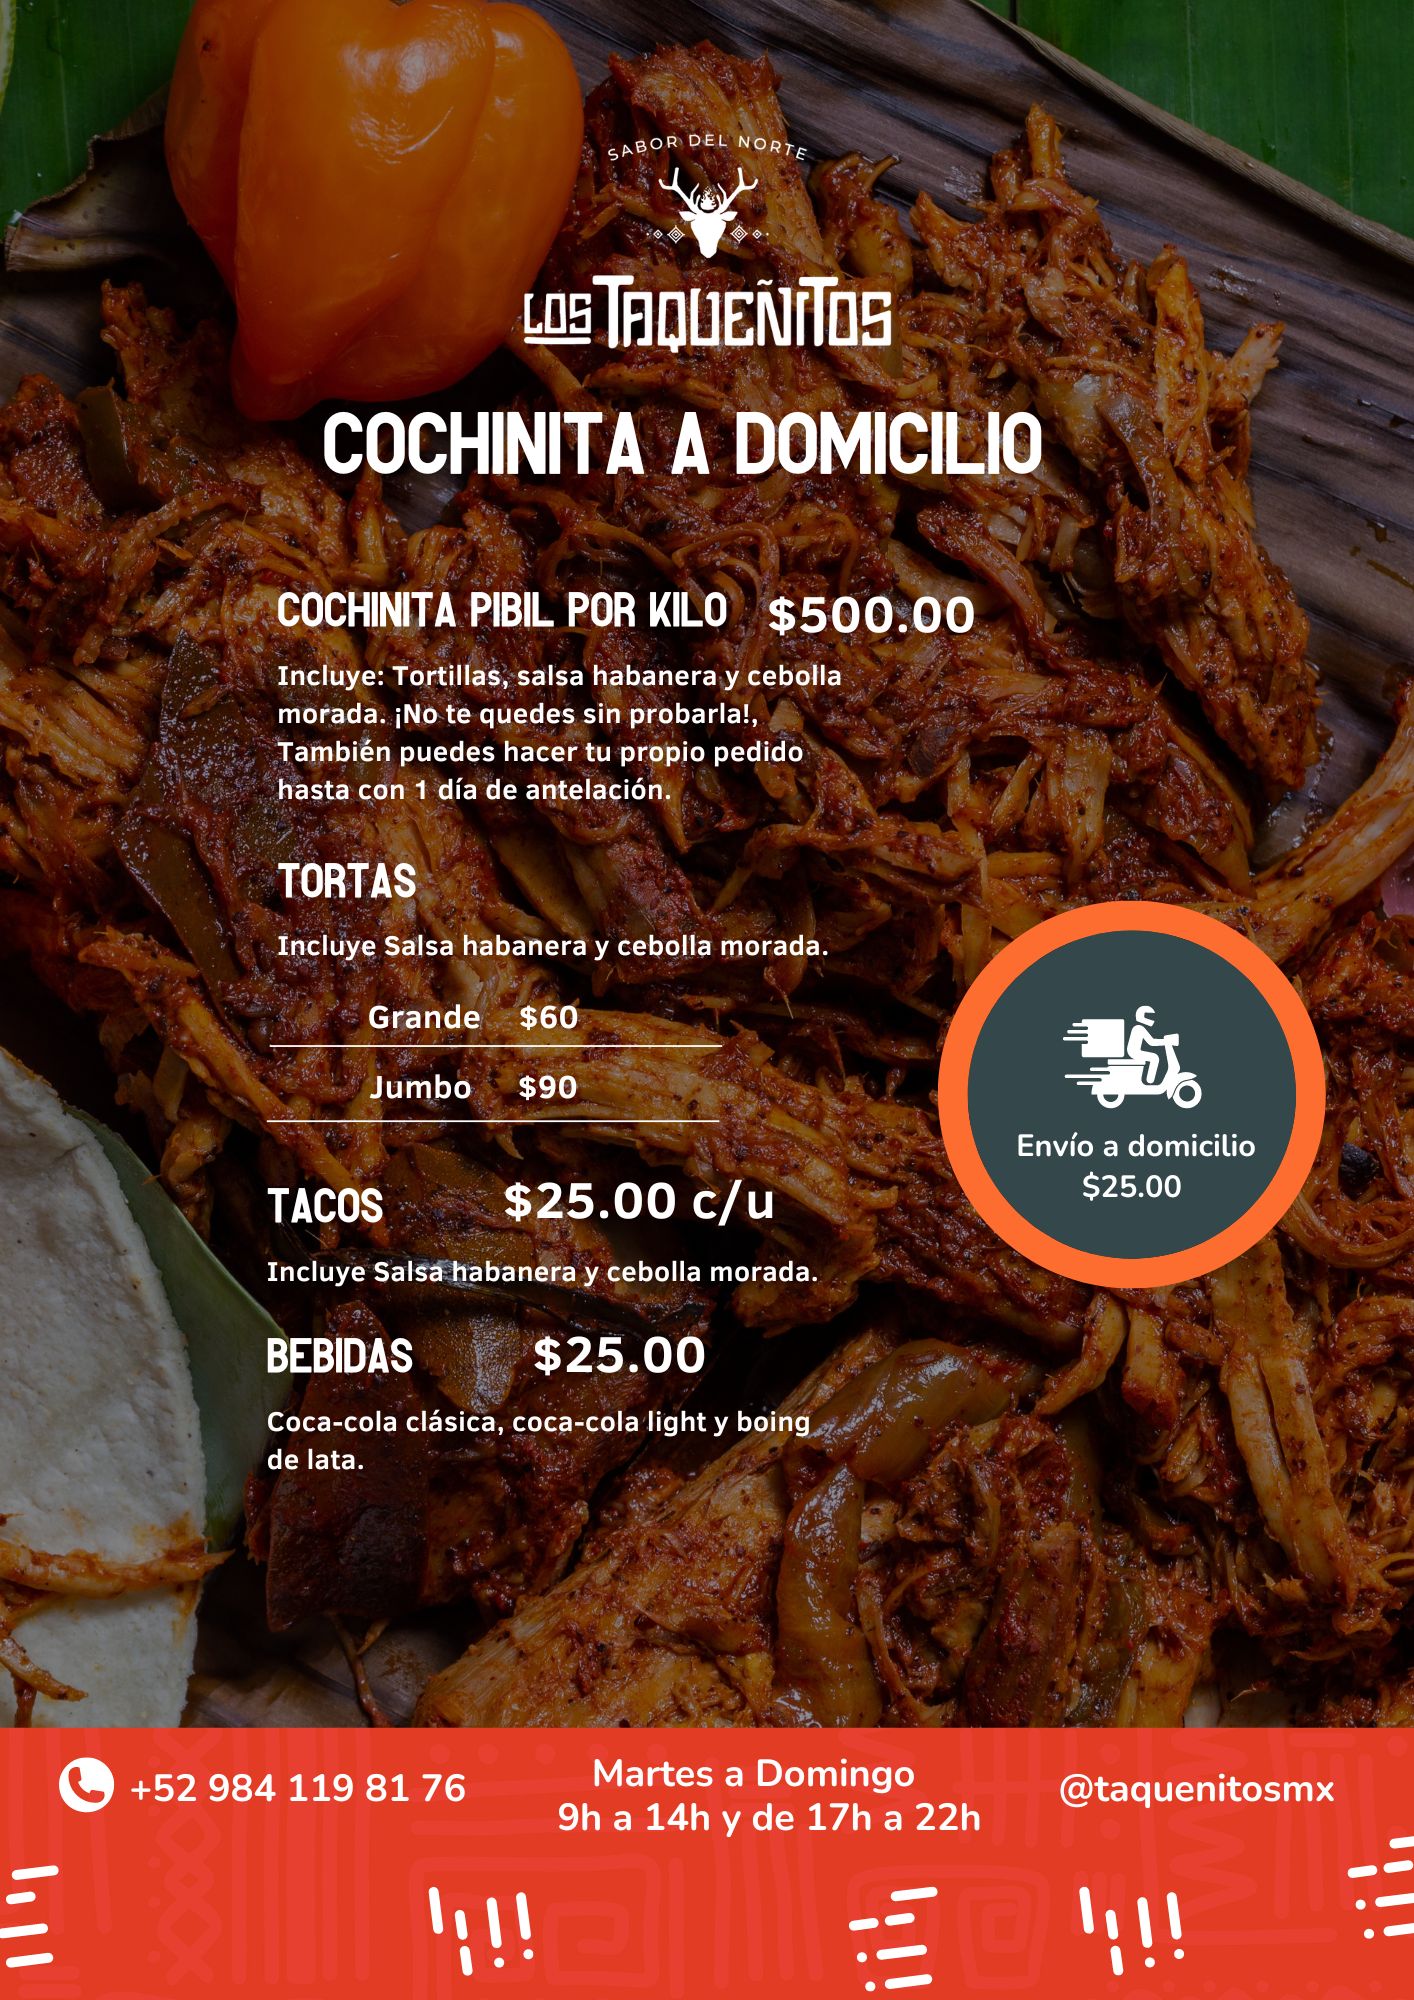 SABOR DEL NORTE
LOS TAQUEÑITOS
COCHINITA A DOMICILIO
COCHINITA PIBIL POR KILO $500.00
Incluye: Tortillas, salsa habanera y cebolla
morada. ¡No te quedes sin probarla!,
También puedes hacer tu propio pedido
hasta con 1 día de antelación.
TORTAS
Incluye Salsa habanera y cebolla morada.
Grande $60
Jumbo $90
TACOS $25.00 c/u
Incluye Salsa habanera y cebolla morada.
BEBIDAS $25.00
Coca-cola clásica, coca-cola light y boing
de lata.
Envío a domicilio
$25.00
+52 984 119 81 76
Martes a Domingo
9h a 14h y de 17h a 22h
@taquenitosmx